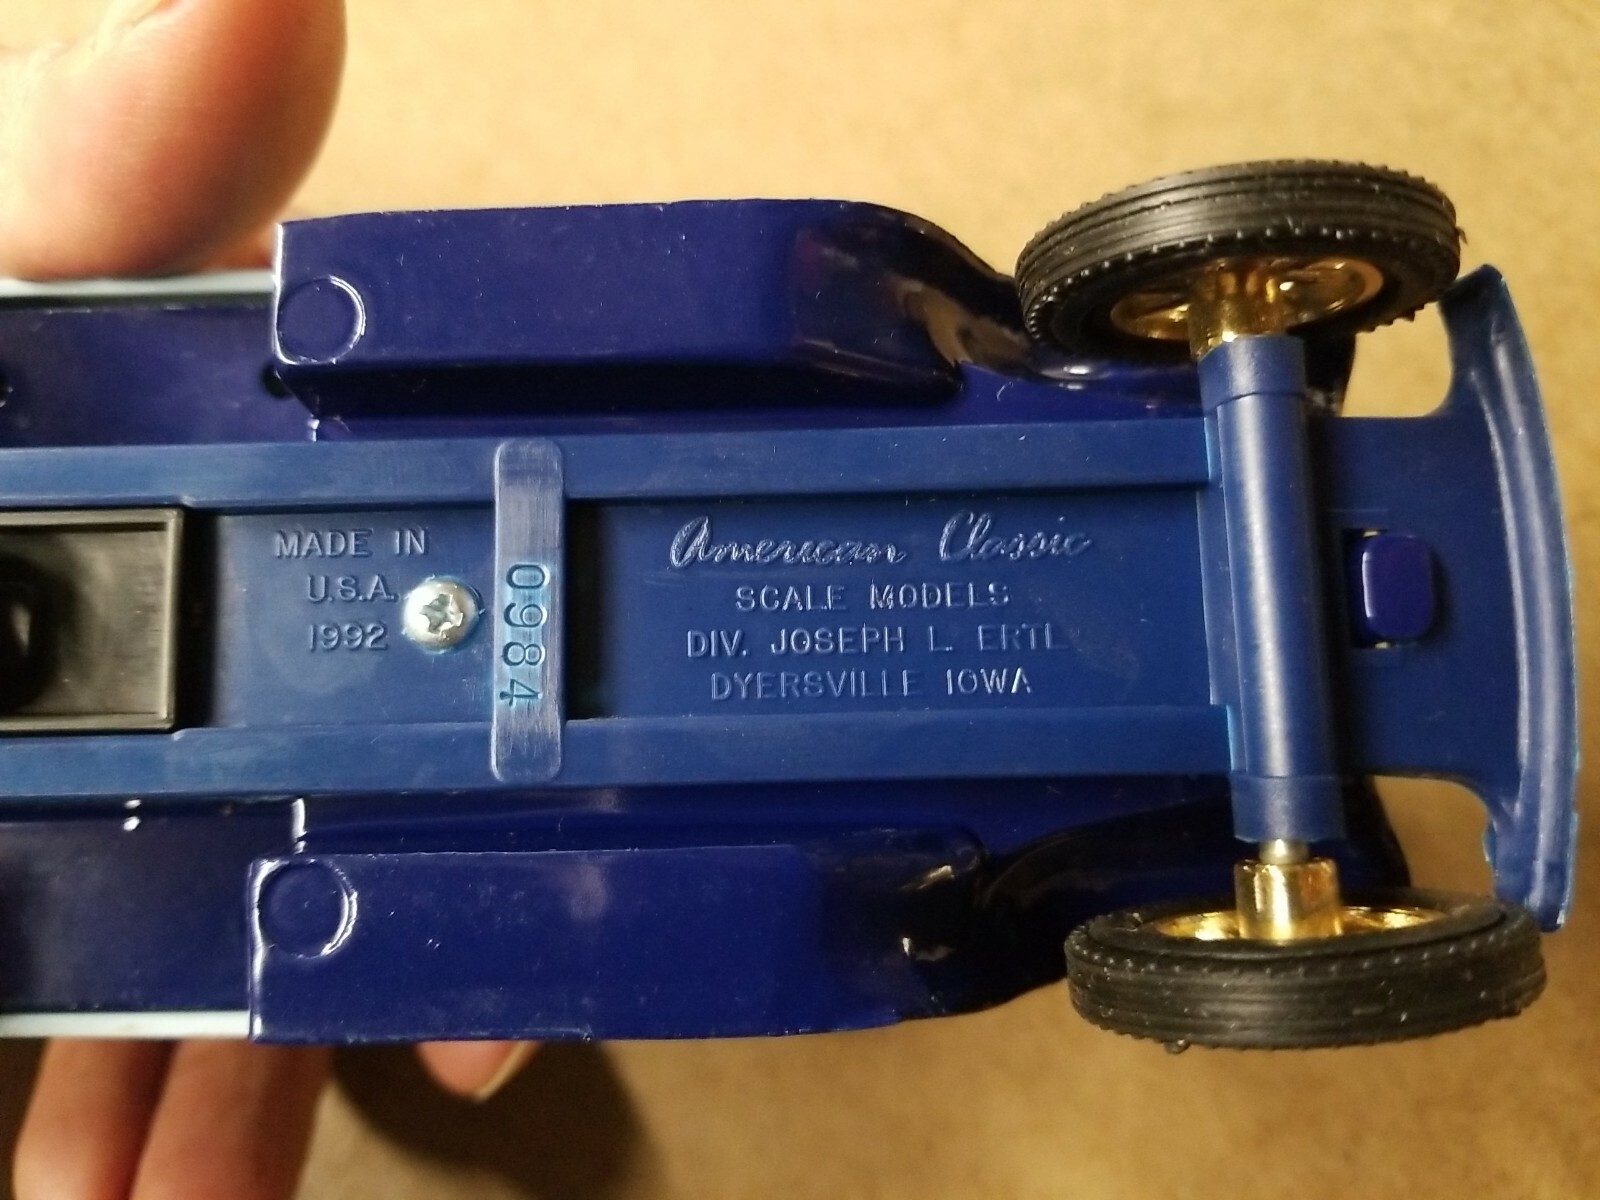 MADE IN
U.S.A.
1992
0984
American Classic
SCALE MODELS
DIV. JOSEPH L. ERTL
DYERSVILLE IOWA